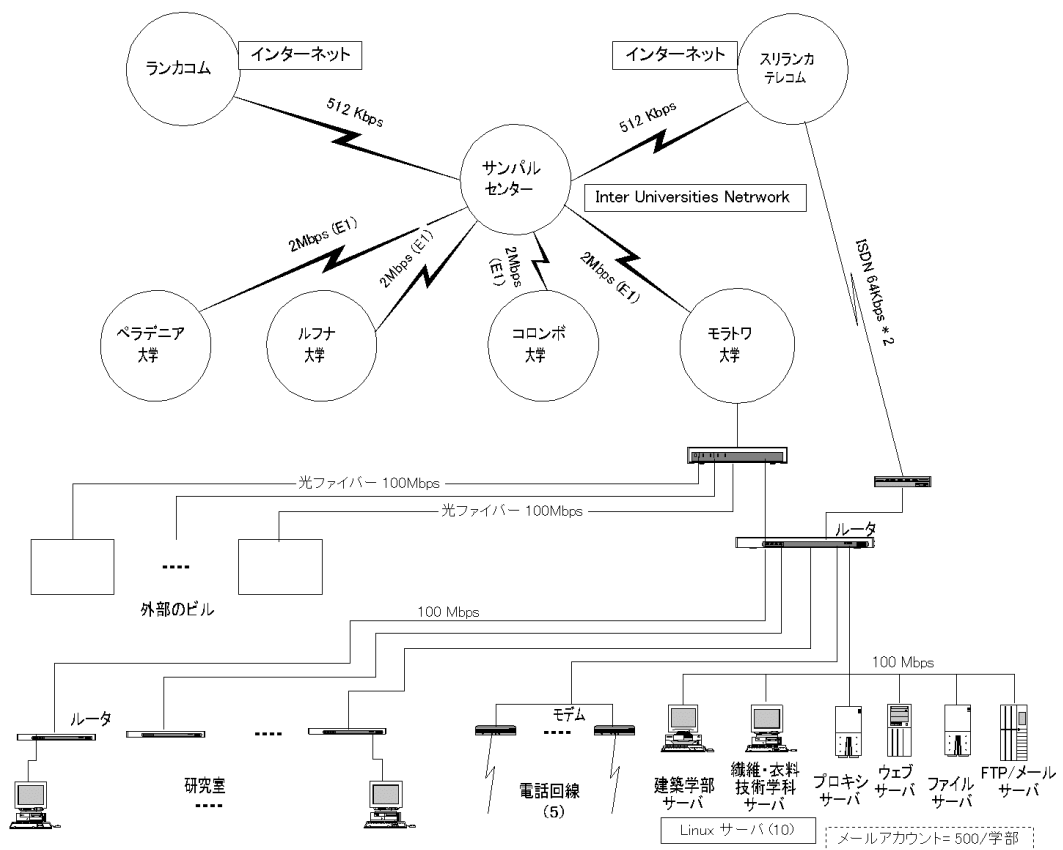 ランカコム
インターネット
インターネット
スリランカ
テレコム
512 Kbps
512 Kbps
サンパル
センター
Inter Universities Netrwork
2Mbps (E1)
2Mbps (E1)
2Mbps
(E1)
2Mbps (E1)
ISDN 64Kbps * 2
ペラデニア
大学
ルフナ
大学
コロンボ
大学
モラトワ
大学
光ファイバー 100Mbps
光ファイバー 100Mbps
ルータ
外部のビル
100 Mbps
100 Mbps
ルータ
モデム
研究室
電話回線
(5)
建築学部
サーバ
繊維・衣料
技術学科
サーバ
プロキシ
サーバ
ウェブ
サーバ
ファイル
サーバ
FTP/メール
サーバ
Linux サーバ(10)
メールアカウント= 500/学部